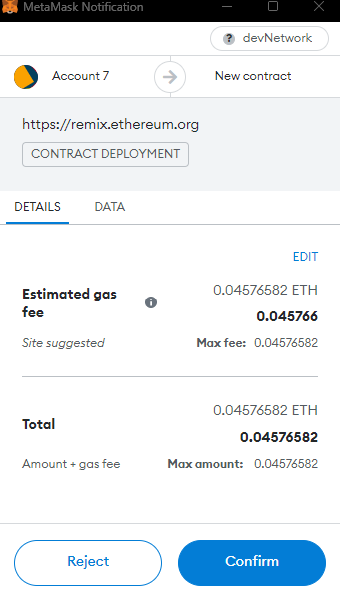 MetaMask Notification
? devNetwork
Account 7
New contract
https://remix.ethereum.org
CONTRACT DEPLOYMENT
DETAILS
DATA
EDIT
Estimated gas fee
0.04576582 ETH
0.045766
Site suggested
Max fee: 0.04576582
Total
0.04576582 ETH
0.04576582
Amount + gas fee
Max amount: 0.04576582
Reject
Confirm